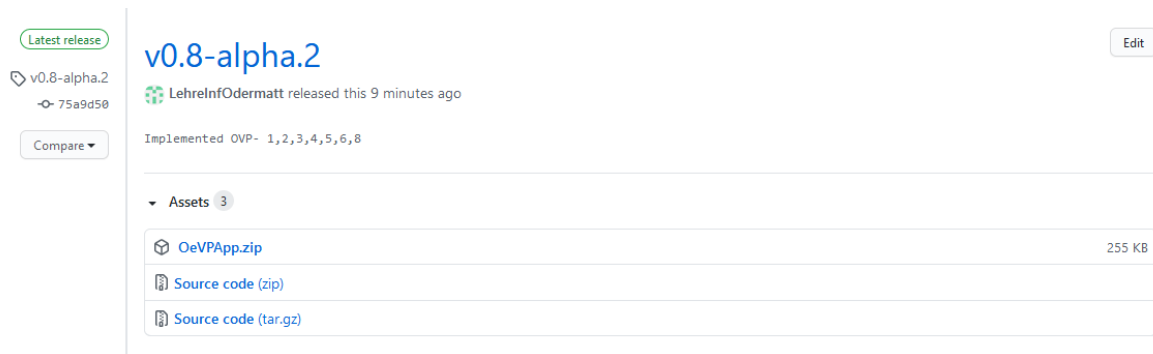 Latest release
v0.8-alpha.2
75a9d50
Compare
v0.8-alpha.2
Edit
LehreInfOdermatt released this 9 minutes ago
Implemented OVP- 1,2,3,4,5,6,8
Assets 3
OeVPApp.zip 255 KB
Source code (zip)
Source code (tar.gz)